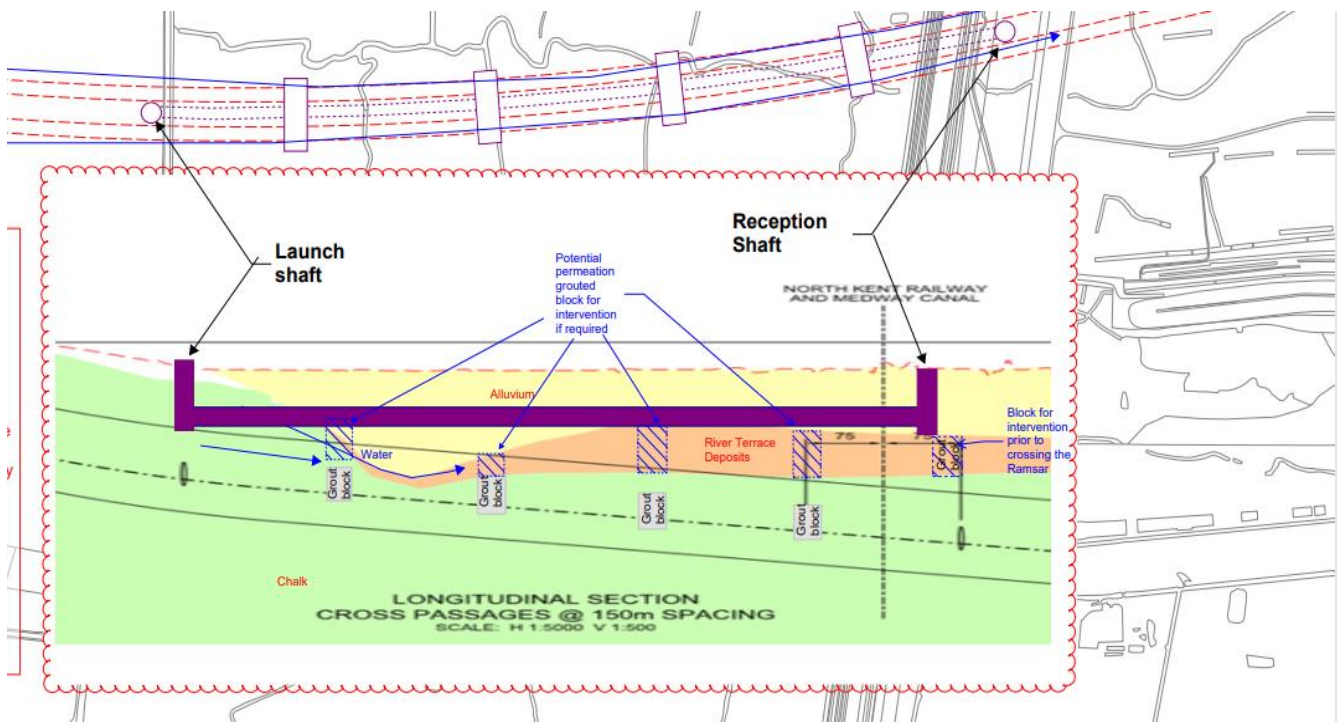 Launch
shaft
Reception
Shaft
Potential
permeation
grouted
block for
intervention
if required
NORTH KENT RAILWAY
AND MEDWAY CANAL
Alluvium
Water
River Terrace
Deposits
75
75
Block for
intervention
prior to
crossing the
Ramsar
Grout
block
Grout
block
Grout
block
Grout
block
Grout
block
Chalk
LONGITUDINAL SECTION
CROSS PASSAGES @ 150m SPACING
SCALE: H 1:5000 V 1:500
e
y